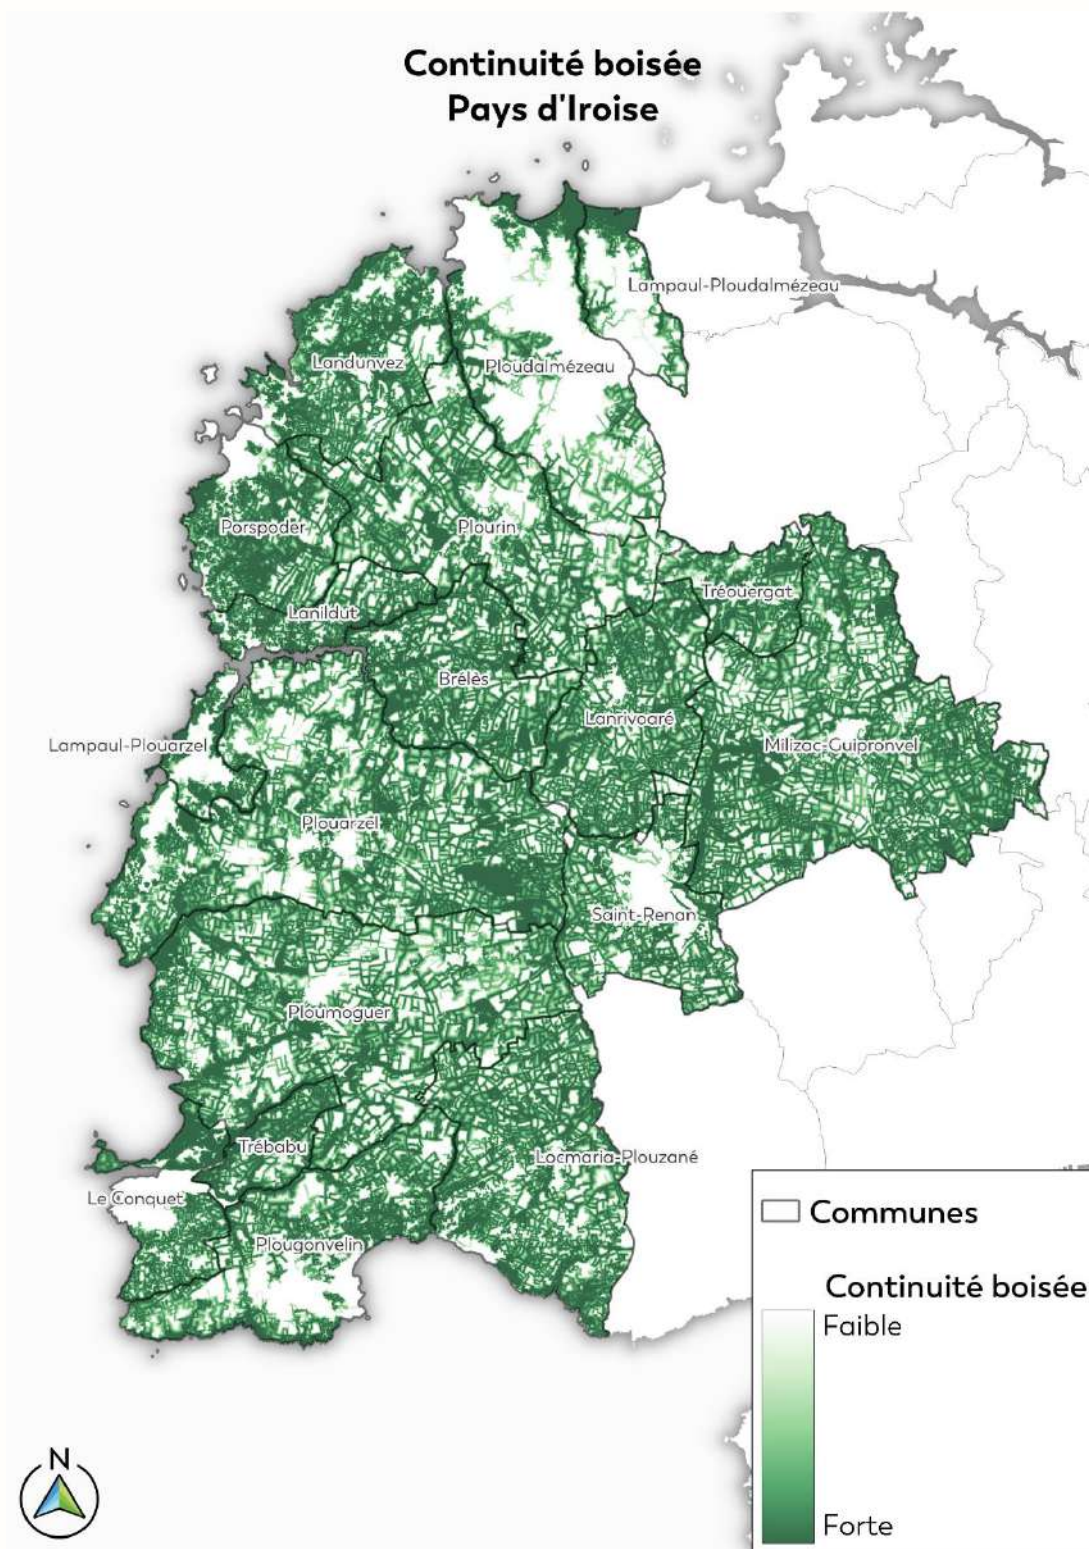 Continuité boisée
Pays d'Iroise
Lampaul-Ploudalmézeau
Landunvez
Ploudalmézeau
Porspoder
Plourin
Tréouergat
Lanildut
Brélès
Lanrivoaré
Lampaul-Plouarzel
Milizac-Guipronvel
Plouarzel
Saint-Renan
Ploumoguer
Trébabu
Locmaria-Plouzané
Le Conquet
Plougonvelin
Communes
Continuité boisée
Faible
Forte
N